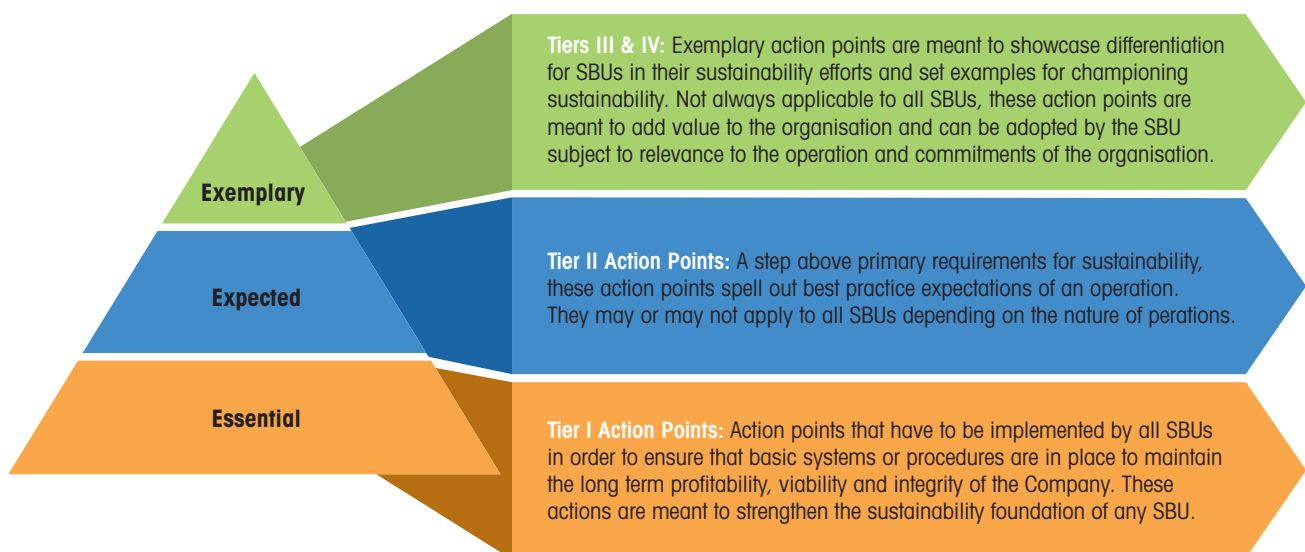 Exemplary
Tiers III & IV: Exemplary action points are meant to showcase differentiation
for SBUs in their sustainability efforts and set examples for championing
sustainability. Not always applicable to all SBUs, these action points are
meant to add value to the organisation and can be adopted by the SBU
subject to relevance to the operation and commitments of the organisation.
Expected
Tier II Action Points: A step above primary requirements for sustainability,
these action points spell out best practice expectations of an operation.
They may or may not apply to all SBUs depending on the nature of perations.
Essential
Tier I Action Points: Action points that have to be implemented by all SBUs
in order to ensure that basic systems or procedures are in place to maintain
the long term profitability, viability and integrity of the Company. These
actions are meant to strengthen the sustainability foundation of any SBU.